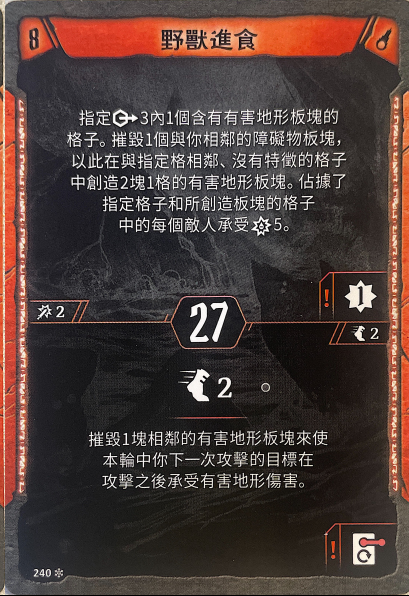 8
野獸進食
指定 3內1個含有有害地形板塊的
格子。摧毀1個與你相鄰的障礙物板塊，
以此在與指定格相鄰、沒有特徵的格子
中創造2塊1格的有害地形板塊。佔據了
指定格子和所創造板塊的格子
中的每個敵人承受 5。
! 1
2
27
2
2
摧毀1塊相鄰的有害地形板塊來使
本輪中你下一次攻擊的目標在
攻擊之後承受有害地形傷害。
!
240